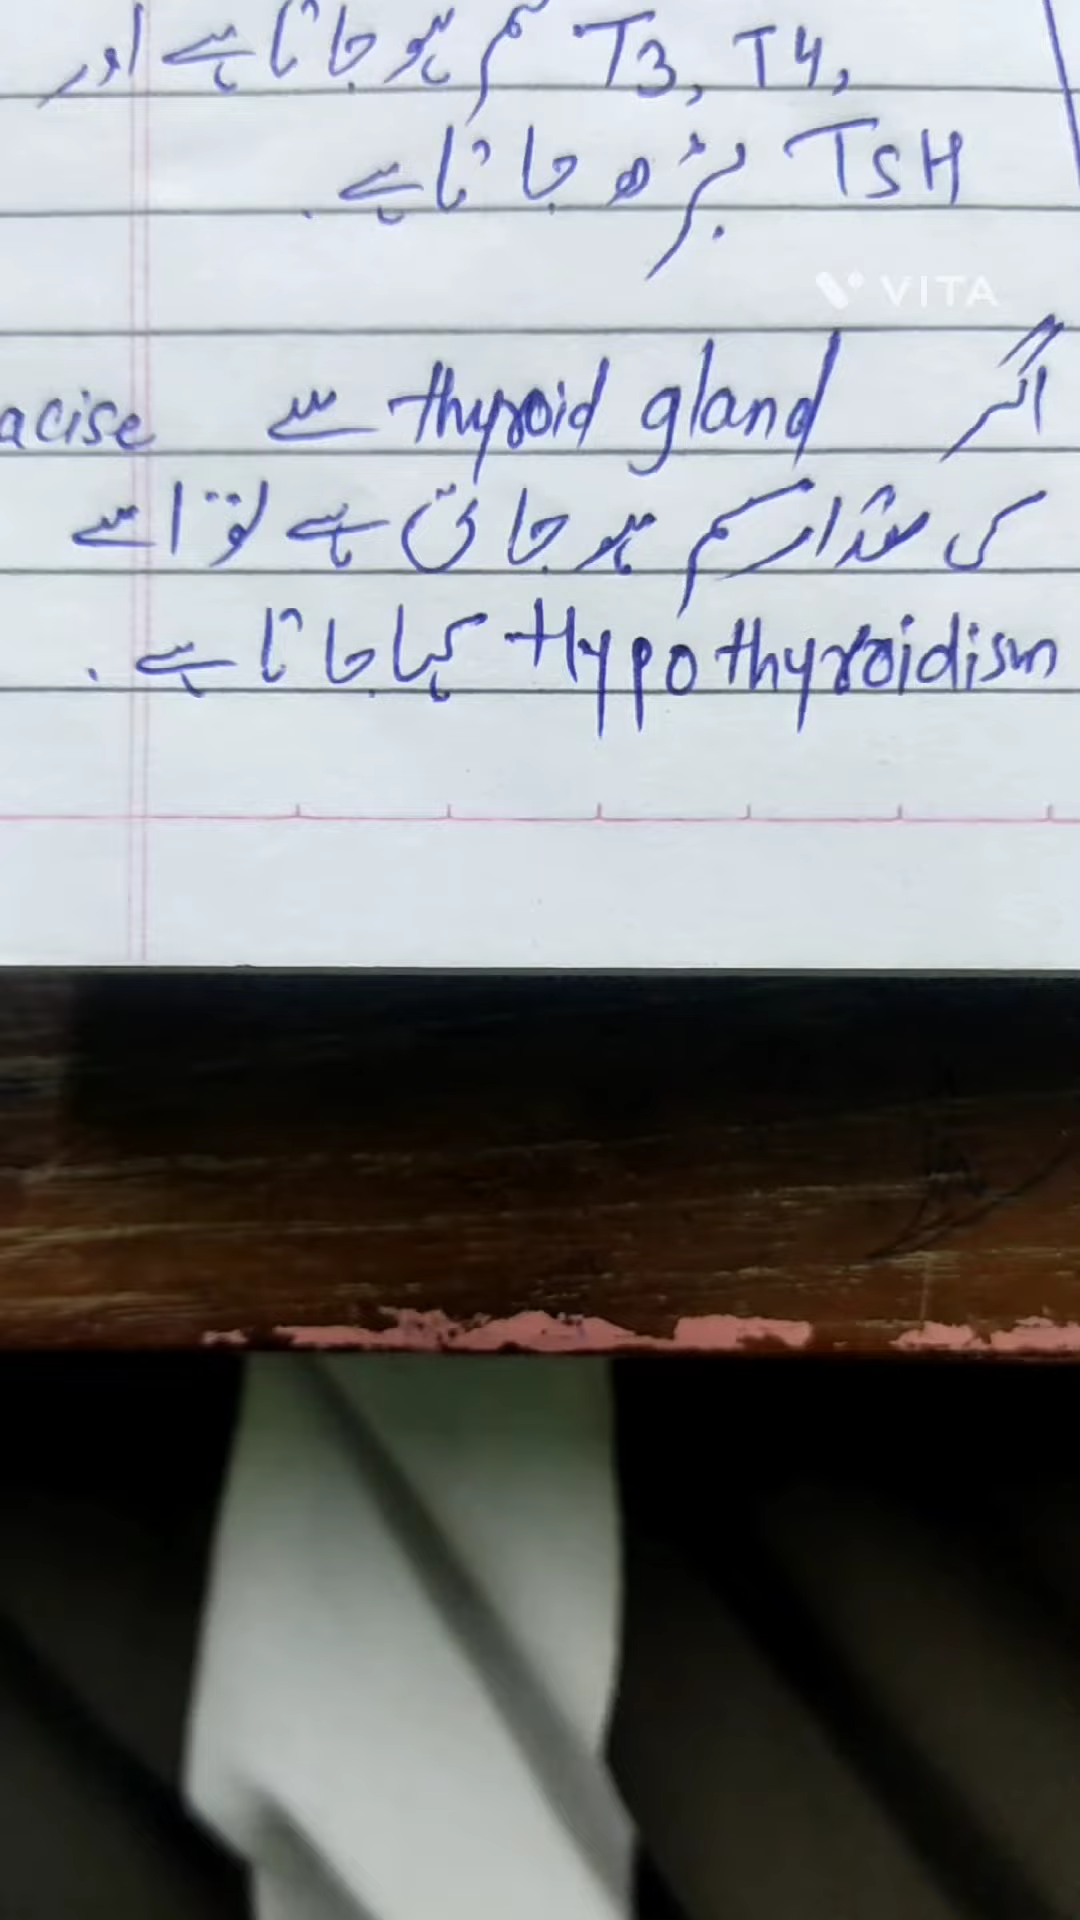 T3, T4, کم ہو جاتا ہے اور
TSH بڑھ جاتا ہے۔
VITA
اگر thyroid gland سے acise
کی مقدار کم ہو جاتی ہے تو اسے
Hypothyroidism کہا جاتا ہے۔